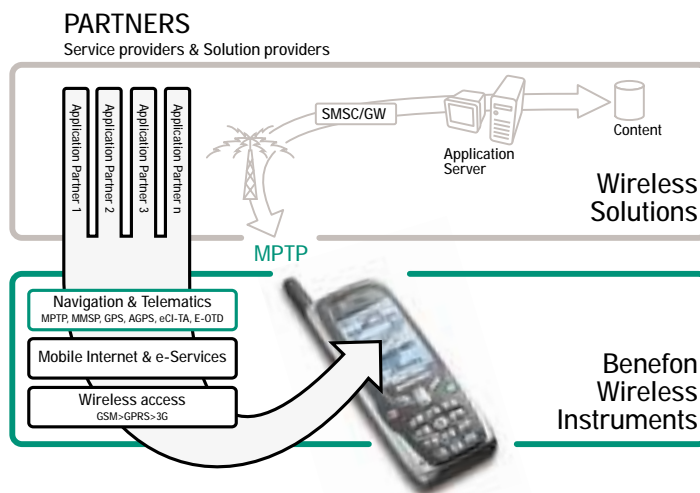 PARTNERS
Service providers & Solution providers
Application Partner 1
Application Partner 2
Application Partner 3
Application Partner n
SMSC/GW
Application
Server
Content
Wireless
Solutions
MPTP
Navigation & Telematics
MPTP, MMSP, GPS, AGPS, eCI-TA, E-OTD
Mobile Internet & e-Services
Wireless access
GSM>GPRS>3G
Benefon
Wireless
Instruments